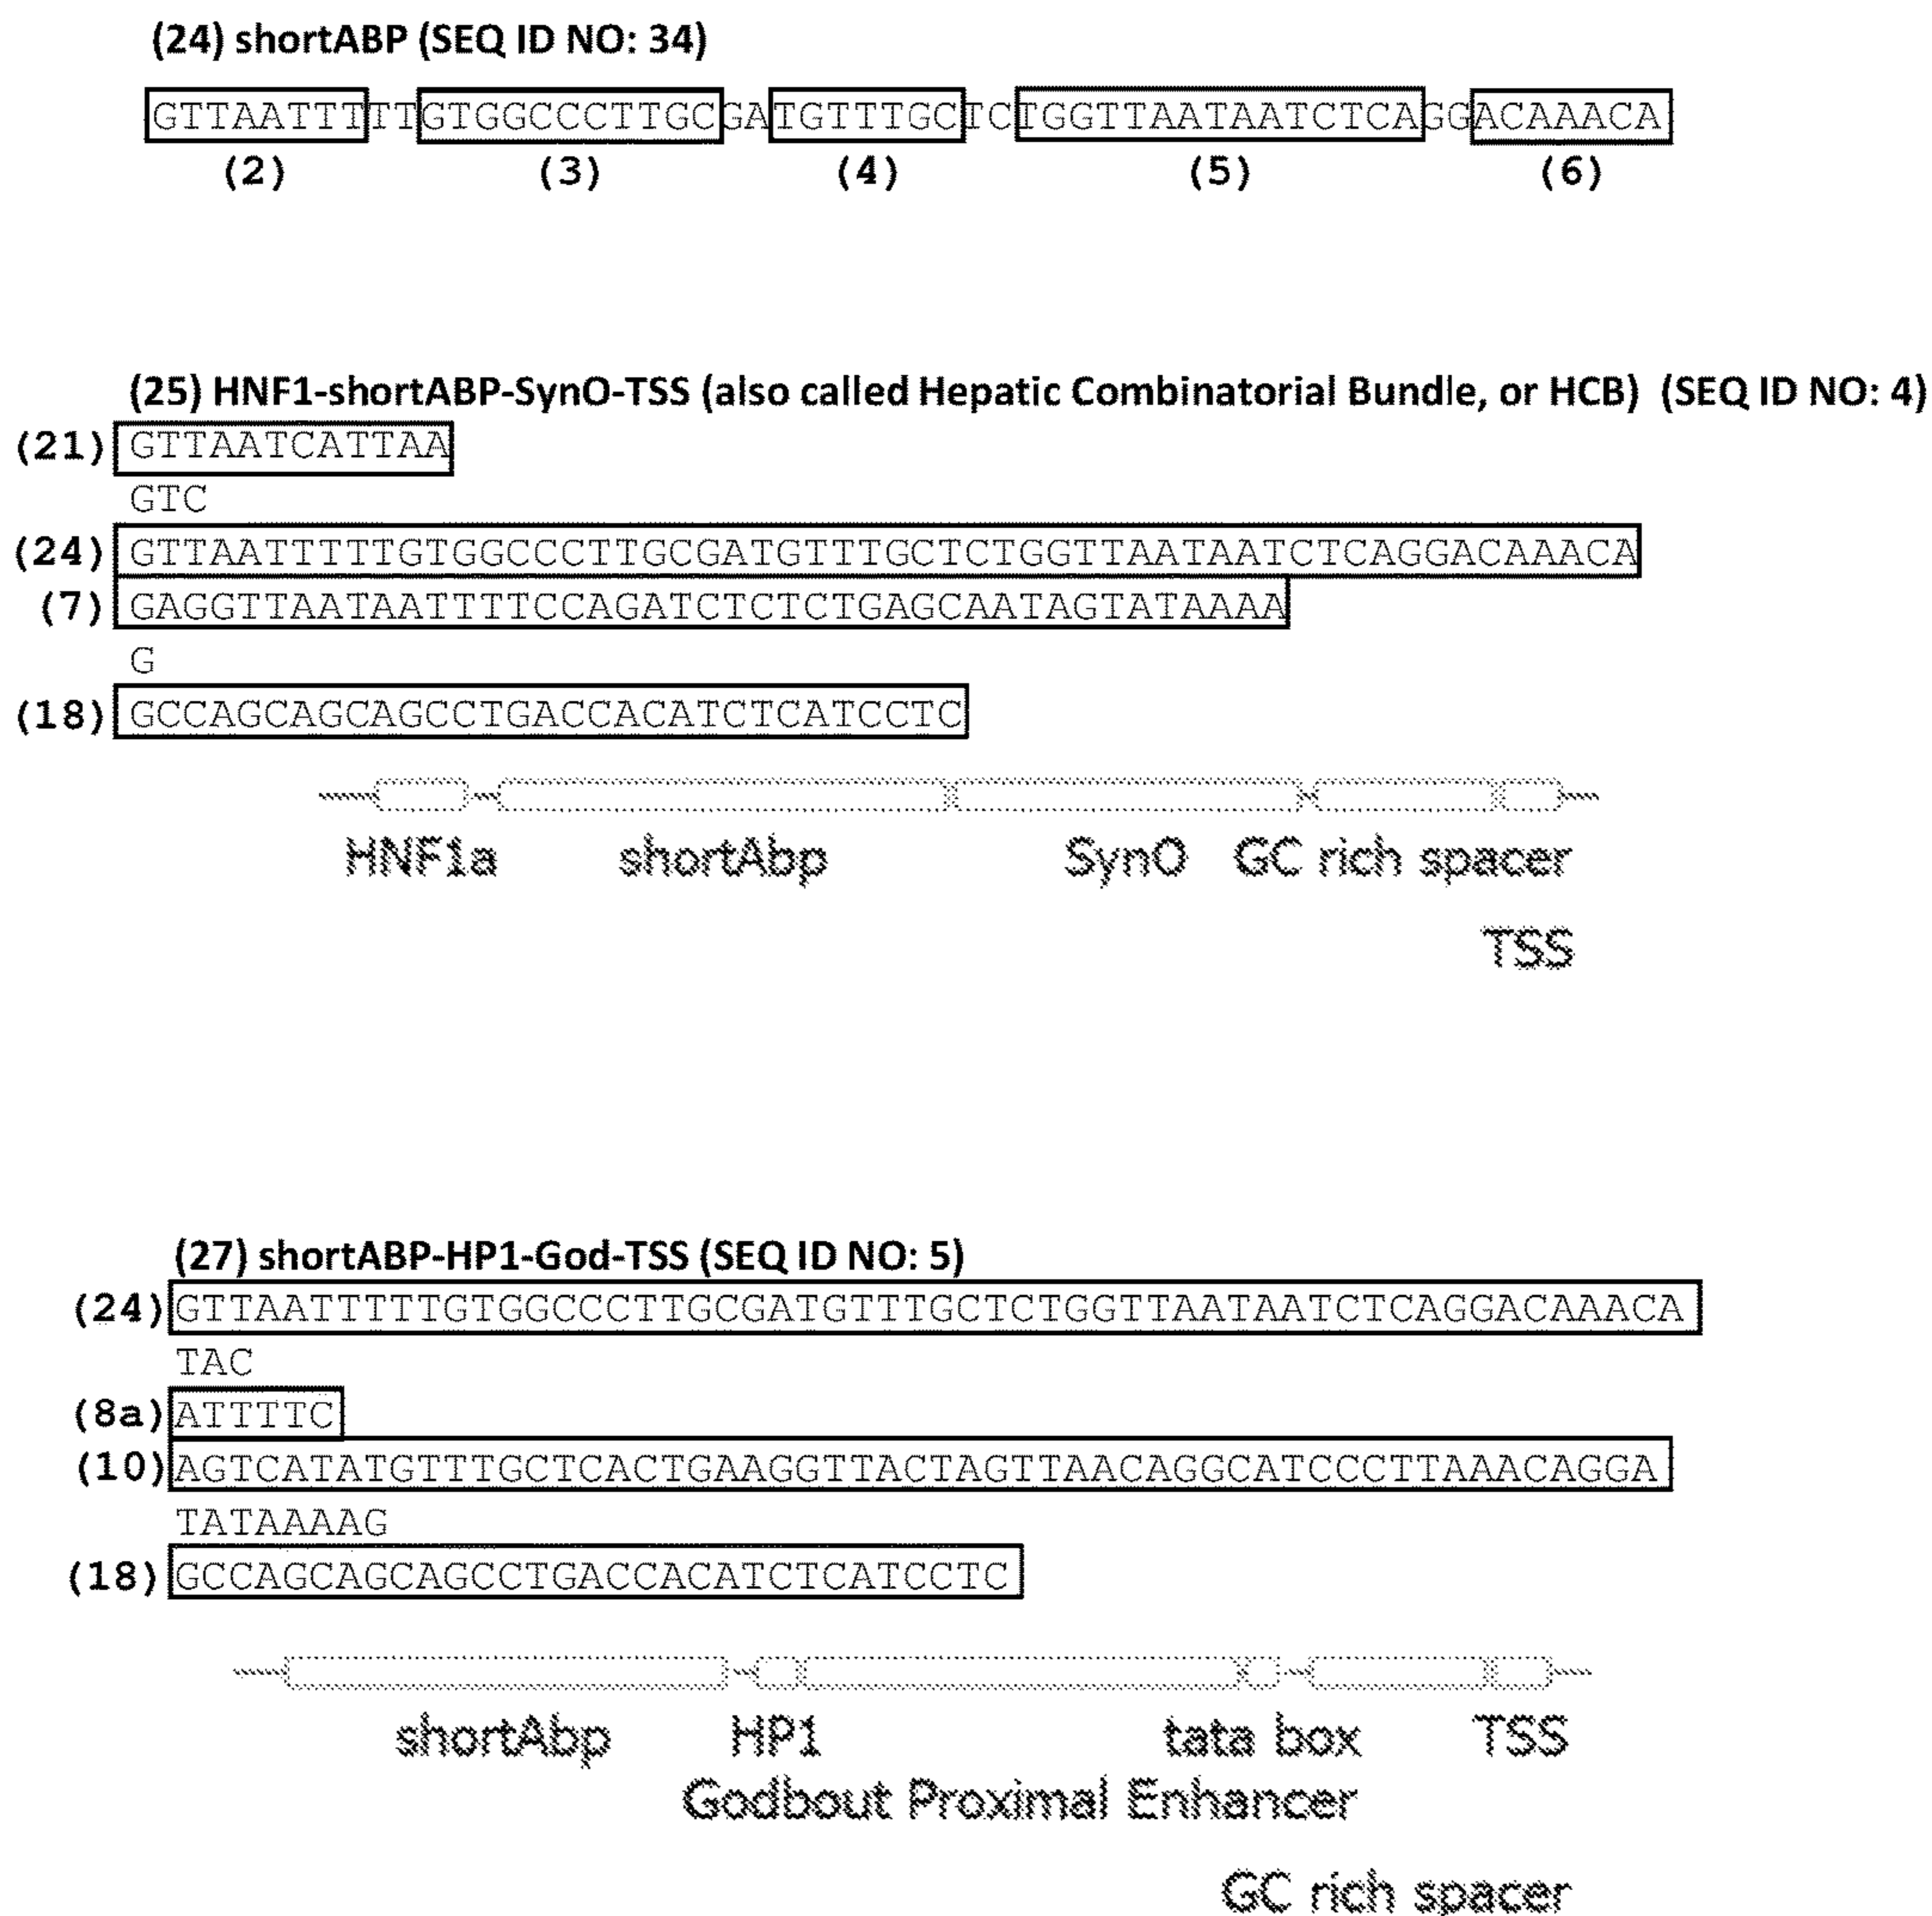 (24) shortABP (SEQ ID NO: 34)
GTTAATTTTTGTGGCCCTTGCGATGTTTGCTCTGGTTAATAATCTCAGGACAAACA
(2) (3) (4) (5) (6)
(25) HNF1-shortABP-SynO-TSS (also called Hepatic Combinatorial Bundle, or HCB) (SEQ ID NO: 4)
(21) GTTAATCATTAA
GTC
(24) GTTAATTTTTGTGGCCCTTGCGATGTTTGCTCTGGTTAATAATCTCAGGACAAACA
(7) GAGGTTAATAATTTTCCAGATCTCTCTGAGCAATAGTATAAAA
G
(18) GCCAGCAGCAGCCTGACCACATCTCATCCTC
HNF1a shortAbp SynO GC rich spacer
TSS
(27) shortABP-HP1-God-TSS (SEQ ID NO: 5)
(24) GTTAATTTTTGTGGCCCTTGCGATGTTTGCTCTGGTTAATAATCTCAGGACAAACA
TAC
(8a) ATTTTC
(10) AGTCATATGTTTGCTCACTGAAGGTTACTAGTTAACAGGCATCCCTTAAACAGGA
TATAAAAG
(18) GCCAGCAGCAGCCTGACCACATCTCATCCTC
shortAbp HP1 tata box TSS
Godbout Proximal Enhancer
GC rich spacer